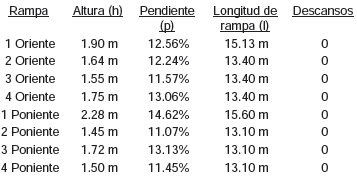 Rampa Altura (h) Pendiente (p) Longitud de rampa (l) Descansos
1 Oriente 1.90 m 12.56% 15.13 m 0
2 Oriente 1.64 m 12.24% 13.40 m 0
3 Oriente 1.55 m 11.57% 13.40 m 0
4 Oriente 1.75 m 13.06% 13.40 m 0
1 Poniente 2.28 m 14.62% 15.60 m 0
2 Poniente 1.45 m 11.07% 13.10 m 0
3 Poniente 1.72 m 13.13% 13.10 m 0
4 Poniente 1.50 m 11.45% 13.10 m 0